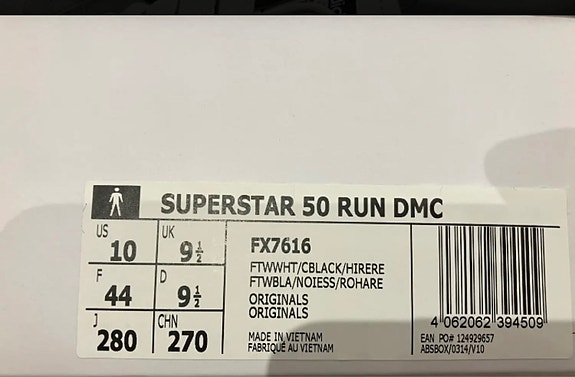 SUPERSTAR 50 RUN DMC
US 10 UK 9½
F 44 D 9½
J 280 CHN 270
FX7616
FTWWHT/CBLACK/HIRERE
FTWBLA/NOIESS/ROHARE
ORIGINALS
ORIGINALS
MADE IN VIETNAM
FABRIQUÉ AU VIETNAM
4 062062 394509
EAN PO# 124929657
ABSBOX/0314/V10